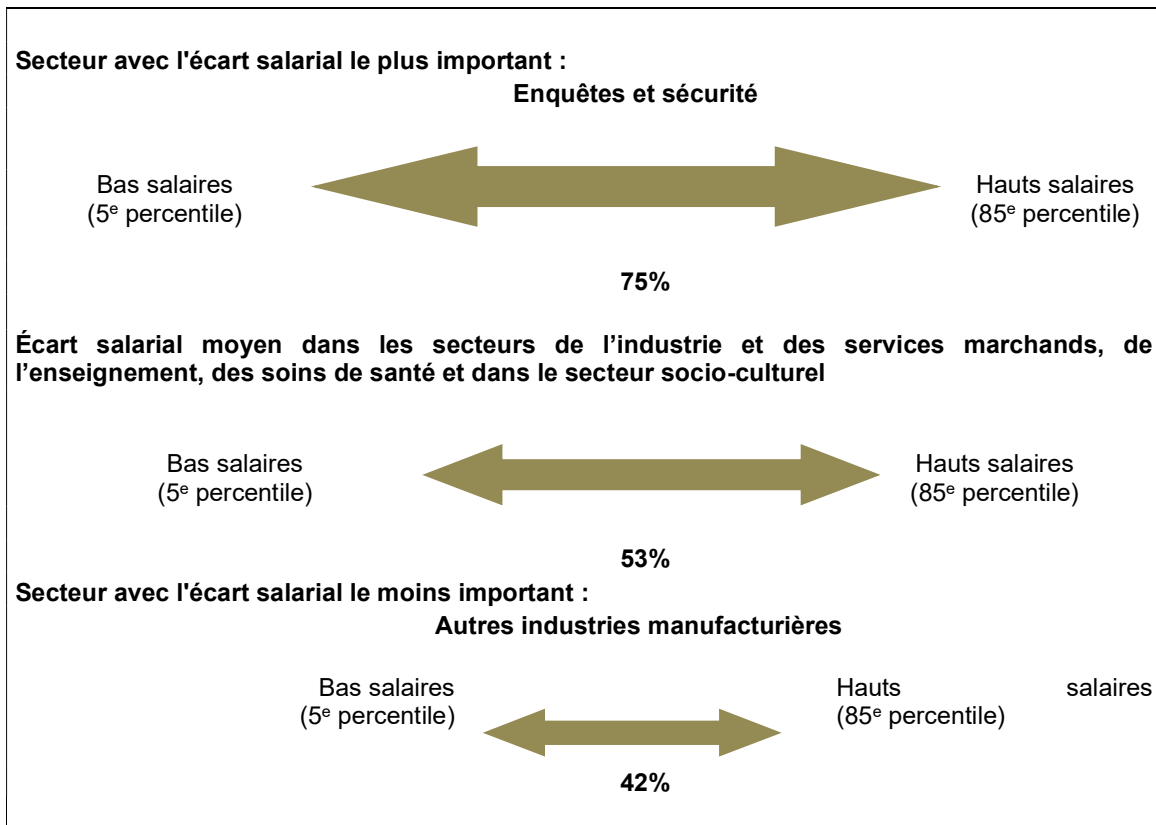 Secteur avec l'écart salarial le plus important :
Enquêtes et sécurité
Bas salaires
(5e percentile)
Hauts salaires
(85e percentile)
75%
Écart salarial moyen dans les secteurs de l’industrie et des services marchands, de
l’enseignement, des soins de santé et dans le secteur socio-culturel
Bas salaires
(5e percentile)
Hauts salaires
(85e percentile)
53%
Secteur avec l'écart salarial le moins important :
Autres industries manufacturières
Bas salaires
(5e percentile)
Hauts salaires
(85e percentile)
42%